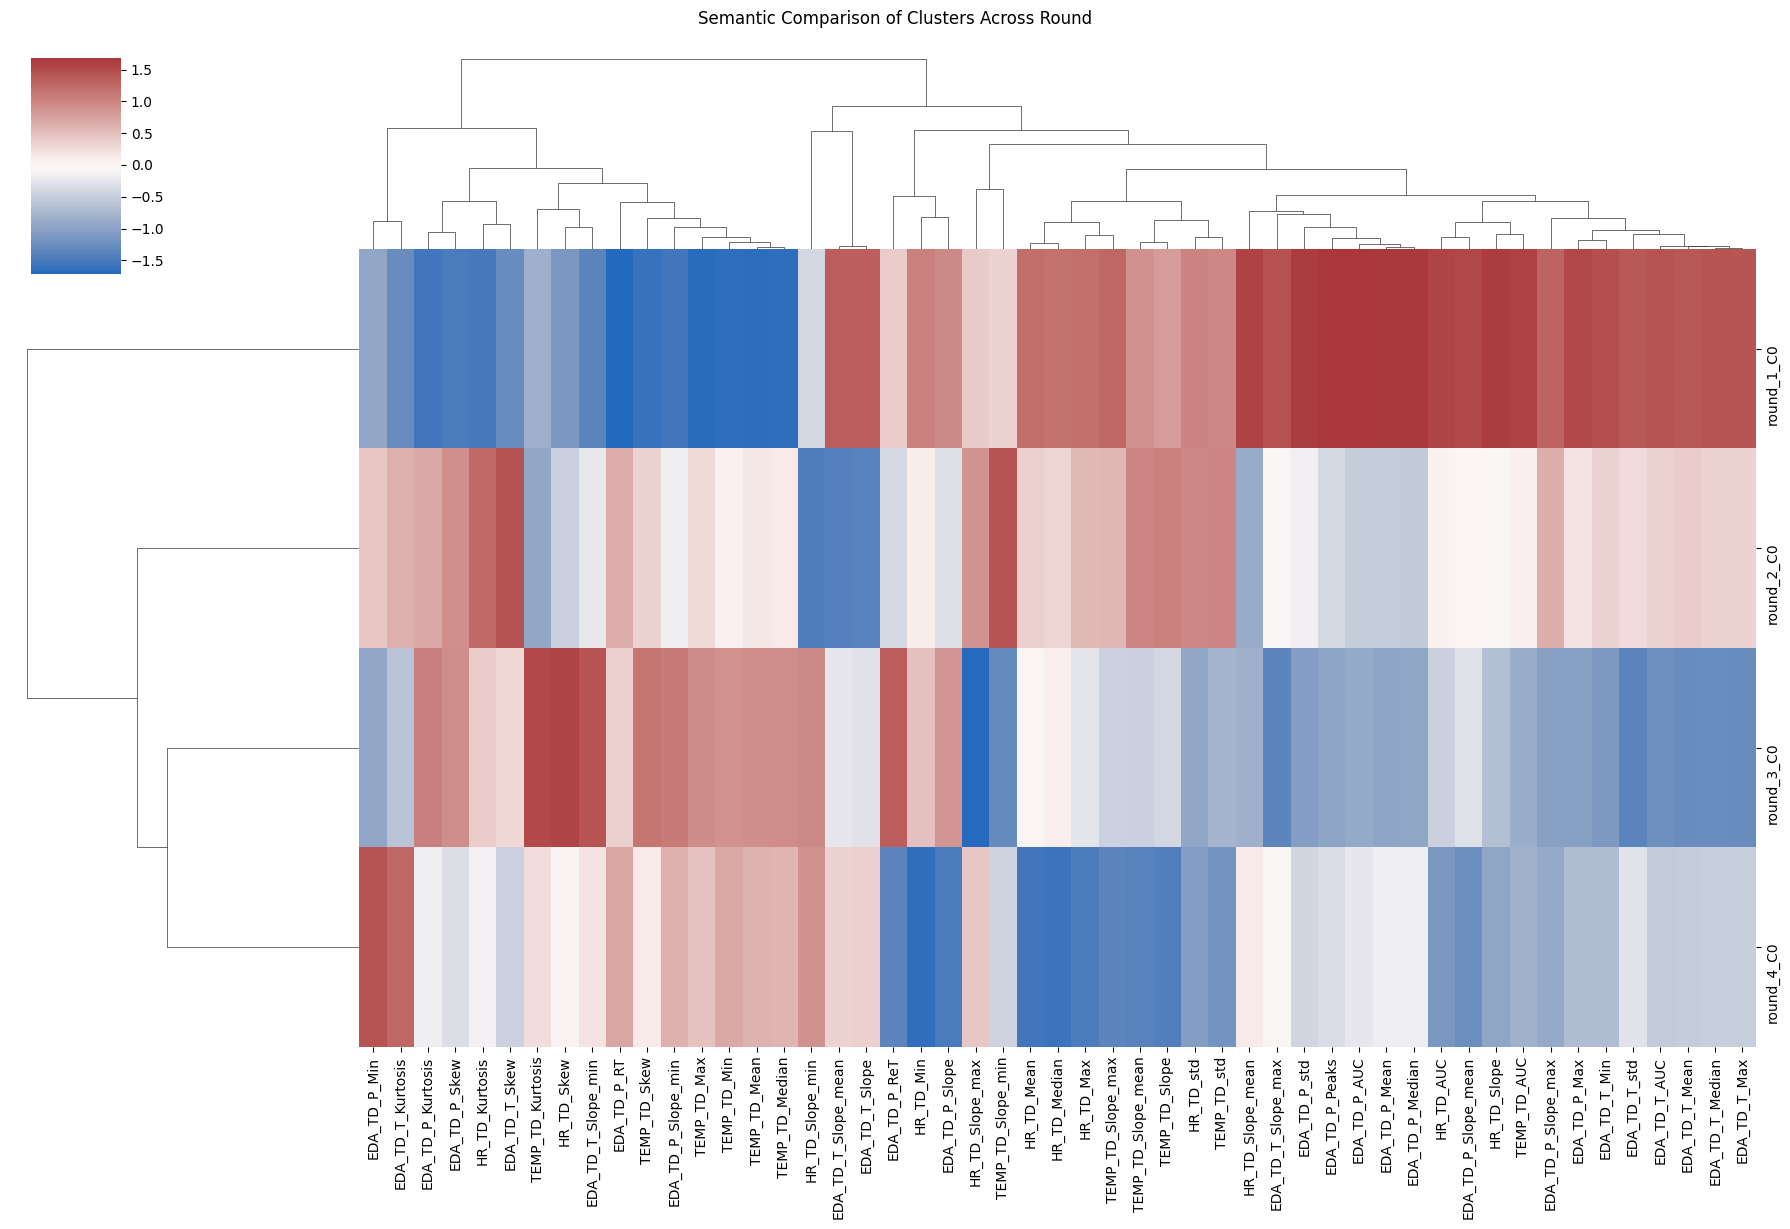 Semantic Comparison of Clusters Across Round
1.5
1.0
0.5
0.0
−0.5
−1.0
−1.5
round_1_C0
round_2_C0
round_3_C0
round_4_C0
EDA_TD_P_Min
EDA_TD_T_Kurtosis
EDA_TD_P_Kurtosis
EDA_TD_P_Skew
HR_TD_Kurtosis
EDA_TD_T_Skew
TEMP_TD_Kurtosis
HR_TD_Skew
EDA_TD_T_Slope_min
EDA_TD_P_RT
TEMP_TD_Skew
EDA_TD_P_Slope_min
TEMP_TD_Max
TEMP_TD_Min
TEMP_TD_Mean
TEMP_TD_Median
HR_TD_Slope_min
EDA_TD_T_Slope_mean
EDA_TD_T_Slope
EDA_TD_P_ReT
HR_TD_Min
EDA_TD_P_Slope
HR_TD_Slope_max
TEMP_TD_Slope_min
HR_TD_Mean
HR_TD_Median
HR_TD_Max
TEMP_TD_Slope_max
TEMP_TD_Slope_mean
TEMP_TD_Slope
HR_TD_std
TEMP_TD_std
HR_TD_Slope_mean
EDA_TD_T_Slope_max
EDA_TD_P_std
EDA_TD_P_Peaks
EDA_TD_P_AUC
EDA_TD_P_Mean
EDA_TD_P_Median
HR_TD_AUC
EDA_TD_P_Slope_mean
HR_TD_Slope
TEMP_TD_AUC
EDA_TD_P_Slope_max
EDA_TD_P_Max
EDA_TD_T_Min
EDA_TD_T_std
EDA_TD_T_AUC
EDA_TD_T_Mean
EDA_TD_T_Median
EDA_TD_T_Max